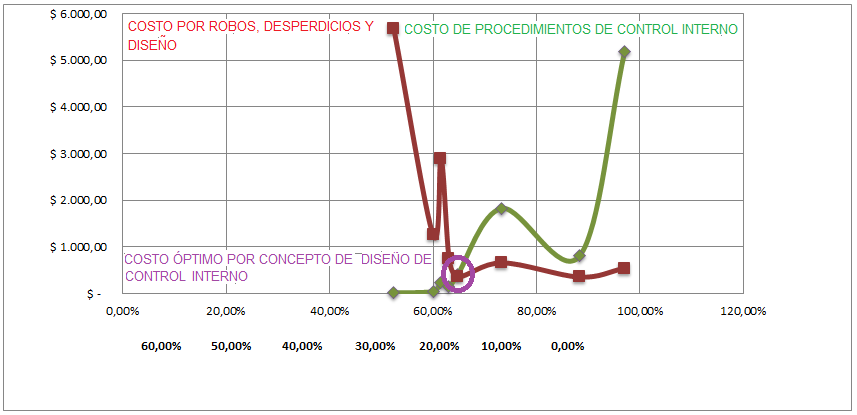 $ 6.000,00
COSTO POR ROBOS, DESPERDICIOS Y
DISEÑO
COSTO DE PROCEDIMIENTOS DE CONTROL INTERNO
$ 5.000,00
$ 4.000,00
$ 3.000,00
$ 2.000,00
$ 1.000,00
COSTO ÓPTIMO POR CONCEPTO DE DISEÑO DE
CONTROL INTERNO
$ -
0,00% 20,00% 40,00% 60,00% 80,00% 100,00% 120,00%
60,00% 50,00% 40,00% 30,00% 20,00% 10,00% 0,00%